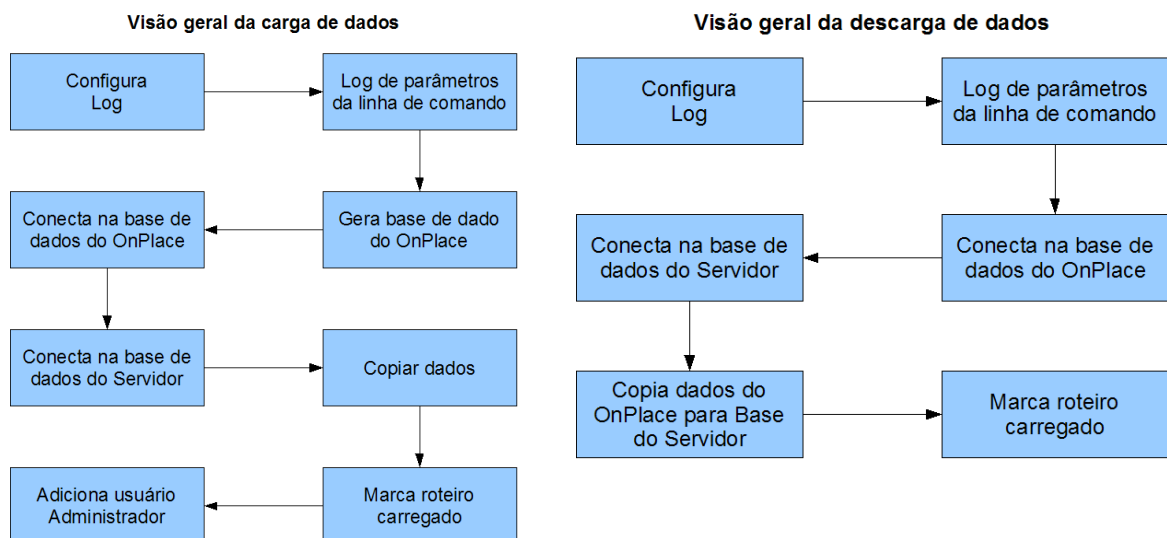 Visão geral da carga de dados
Configura
Log
Log de parâmetros
da linha de comando
Conecta na base de
dados do OnPlace
Gera base de dado
do OnPlace
Conecta na base de
dados do Servidor
Copiar dados
Adiciona usuário
Administrador
Marca roteiro
carregado
Visão geral da descarga de dados
Configura
Log
Log de parâmetros
da linha de comando
Conecta na base de
dados do Servidor
Conecta na base de
dados do OnPlace
Copia dados do
OnPlace para Base
do Servidor
Marca roteiro
carregado